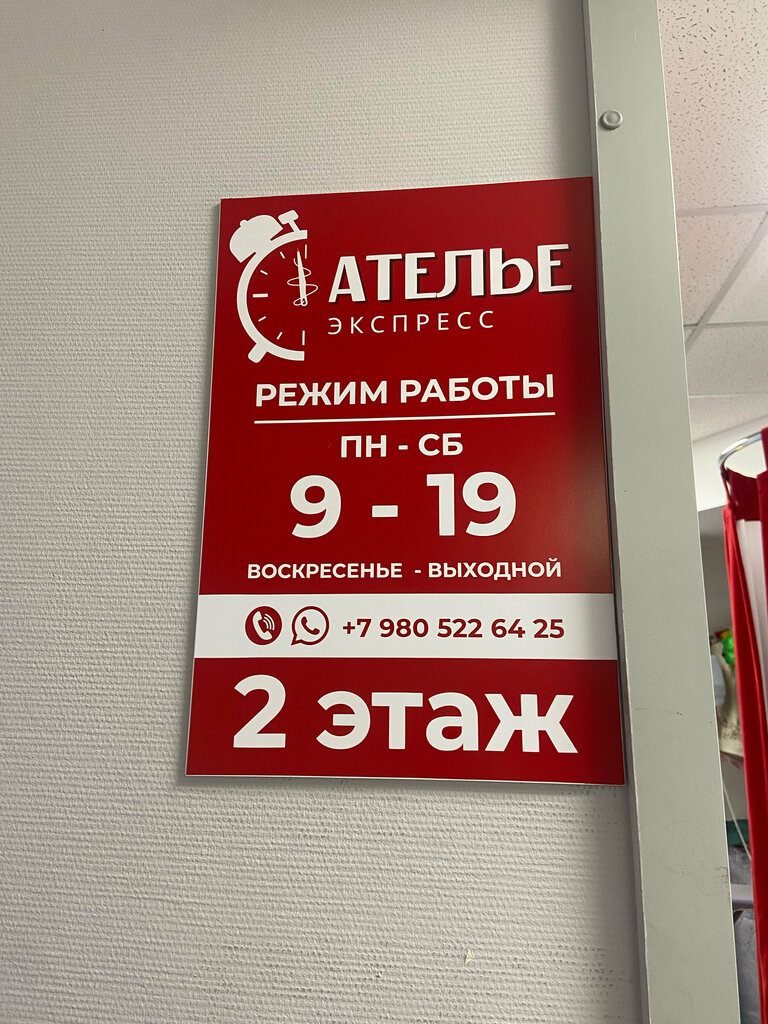 АТЕЛЬЕ
ЭКСПРЕСС
РЕЖИМ РАБОТЫ
ПН - СБ
9 - 19
ВОСКРЕСЕНЬЕ - ВЫХОДНОЙ
+7 980 522 64 25
2 этаж